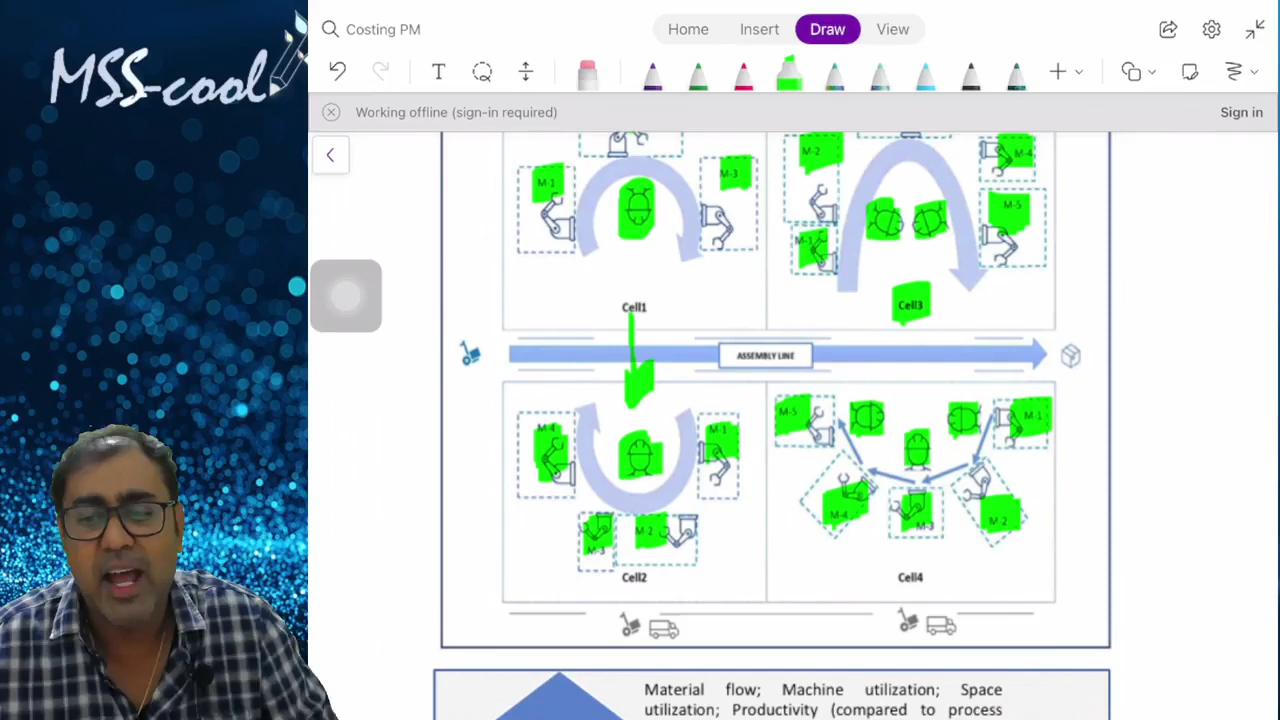 MSS-cool
Costing PM
Home Insert Draw View
Working offline (sign-in required)
Sign in
M-1
M-3
M-2
M-4
M-5
M-1
Cell1
Cell3
ASSEMBLY LINE
M-4
M-1
M-3
M-2
Cell2
M-5
M-1
M-4
M-3
M-2
Cell4
Material flow; Machine utilization; Space
utilization; Productivity (compared to process